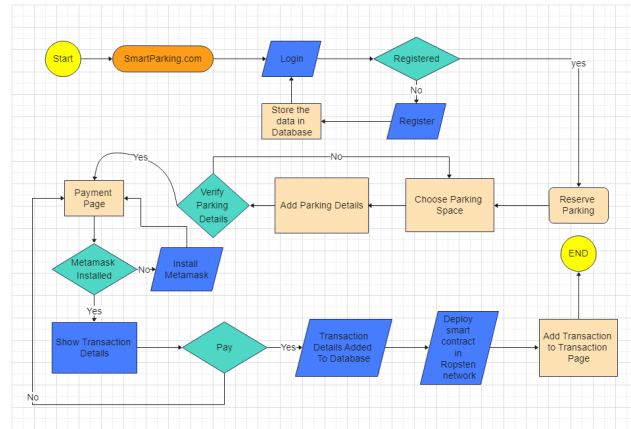 Start
SmartParking.com
Login
Registered
yes
No
Store the
data in
Database
Register
Yes
No
Verify
Parking
Details
Add Parking Details
Choose Parking
Space
Reserve
Parking
Payment
Page
END
Metamask
Installed
No
Install
Metamask
Yes
Show Transaction
Details
Pay
Yes
Transaction
Details Added
To Database
Deploy
smart
contract
in
Ropsten
network
Add Transaction
to Transaction
Page
No